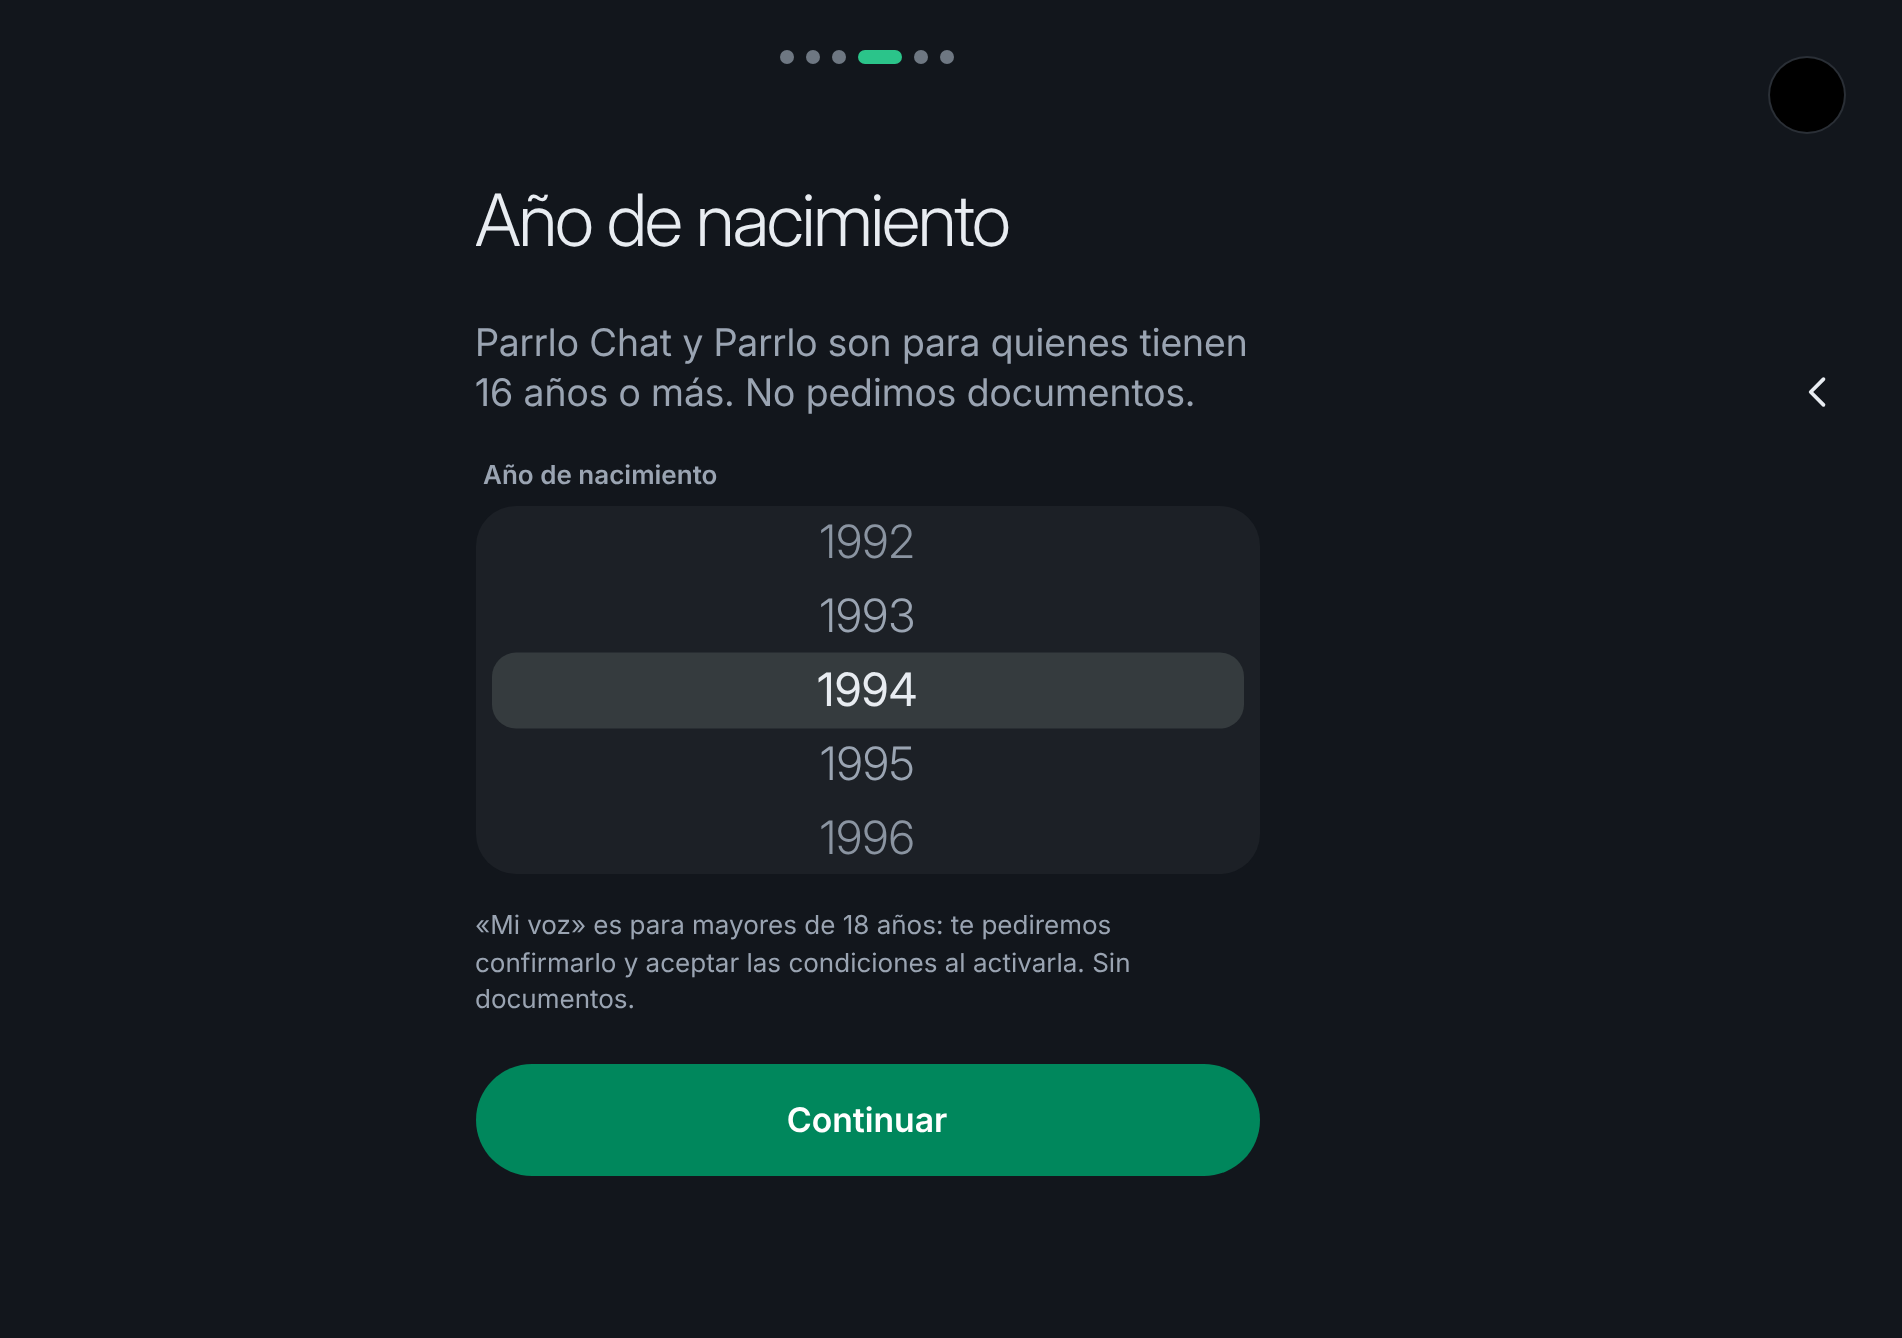 Año de nacimiento
Parrlo Chat y Parrlo son para quienes tienen
16 años o más. No pedimos documentos.
Año de nacimiento
1992
1993
1994
1995
1996
«Mi voz» es para mayores de 18 años: te pediremos
confirmarlo y aceptar las condiciones al activarla. Sin
documentos.
Continuar